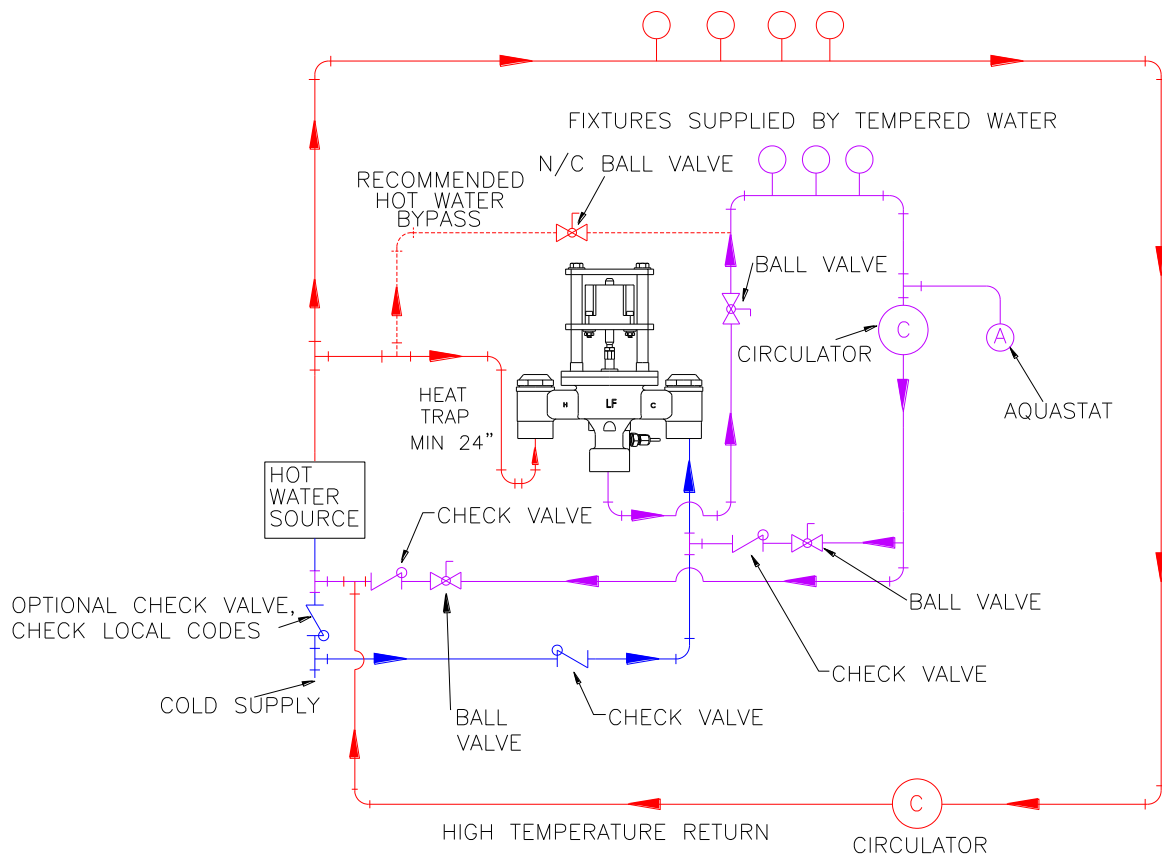 FIXTURES SUPPLIED BY TEMPERED WATER
N/C BALL VALVE
RECOMMENDED
HOT WATER
BYPASS
BALL VALVE
C
CIRCULATOR
A
AQUASTAT
HEAT
TRAP
MIN 24"
H
LF
C
HOT
WATER
SOURCE
CHECK VALVE
OPTIONAL CHECK VALVE,
CHECK LOCAL CODES
BALL VALVE
CHECK VALVE
COLD SUPPLY
BALL
VALVE
CHECK VALVE
HIGH TEMPERATURE RETURN
C
CIRCULATOR